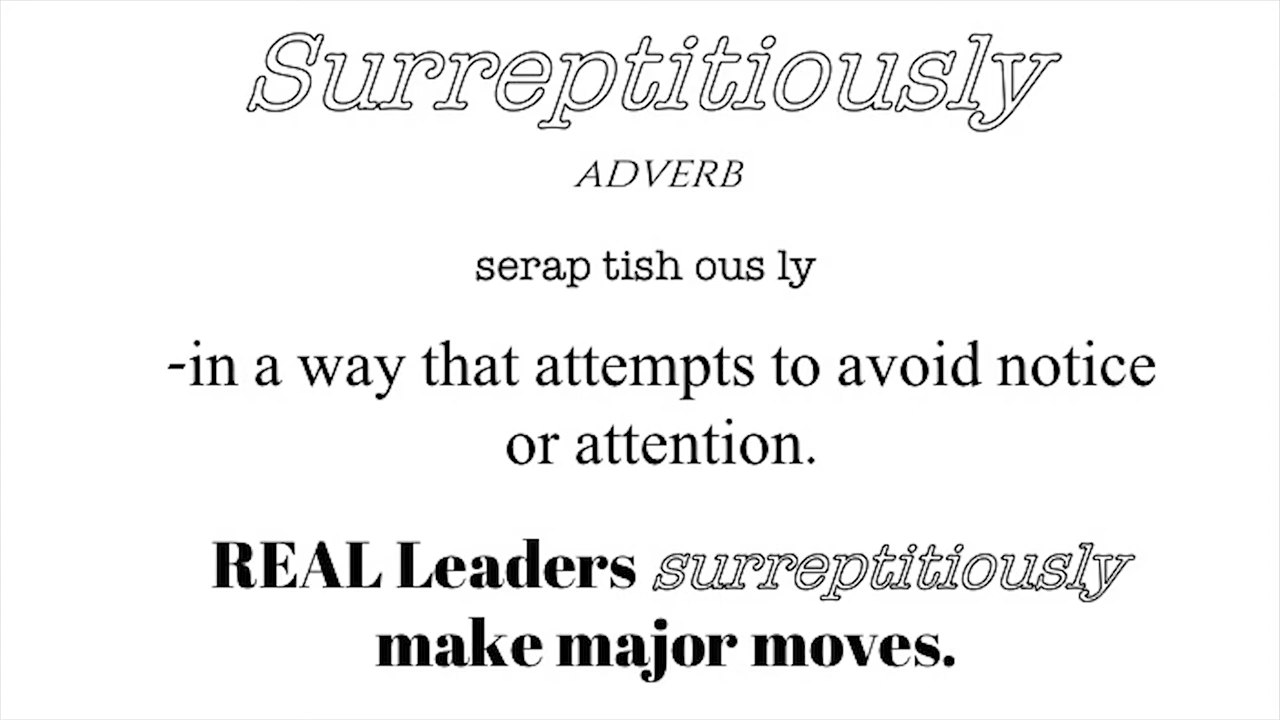 Surreptitiously
ADVERB
serap tish ous ly
-in a way that attempts to avoid notice
or attention.
REAL Leaders surreptitiously
make major moves.